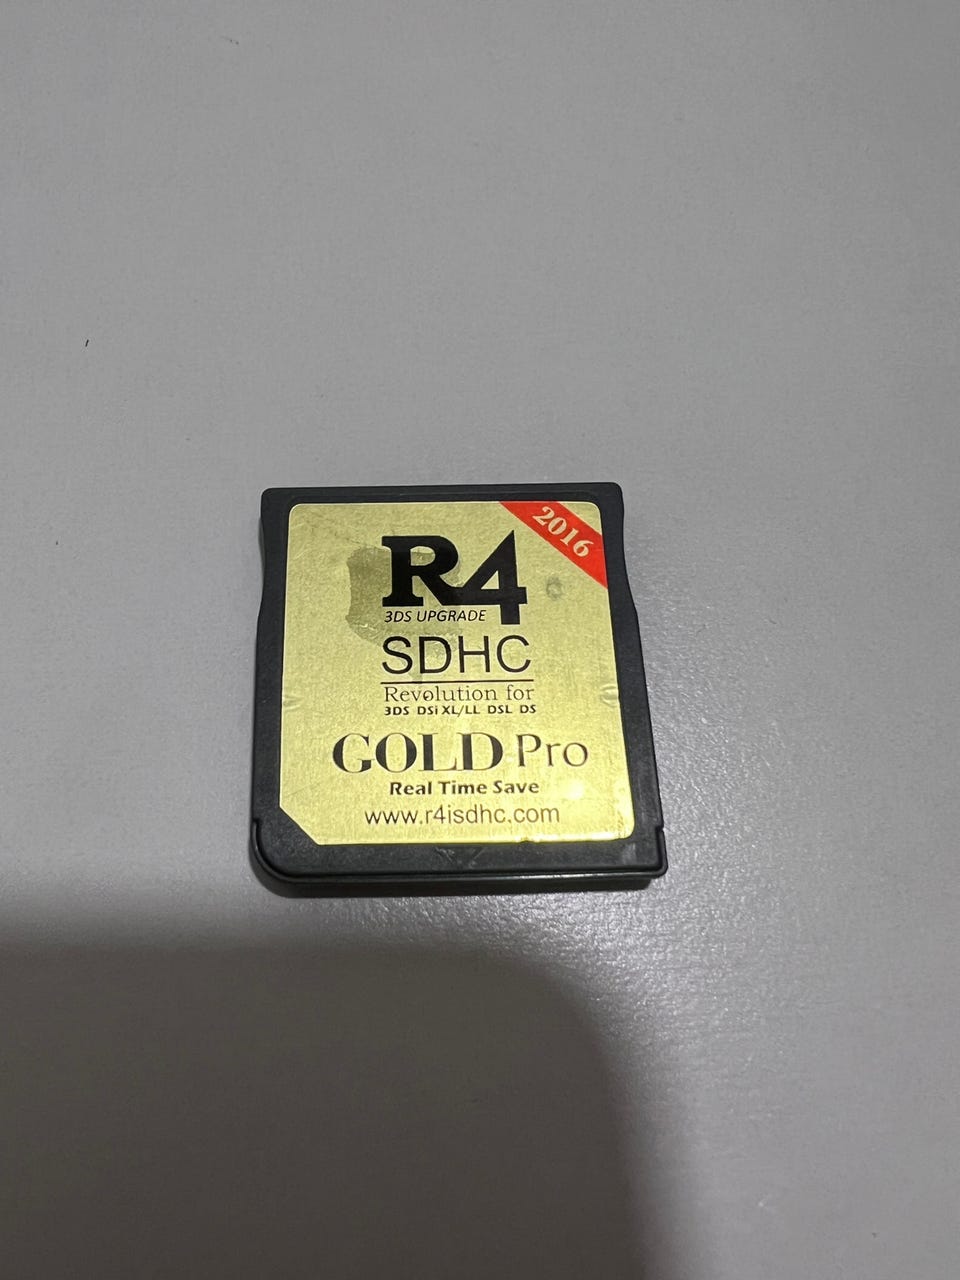 2016
R4
3DS UPGRADE
SDHC
Revolution for
3DS DSi XL/LL DSL DS
GOLD Pro
Real Time Save
www.r4isdhc.com